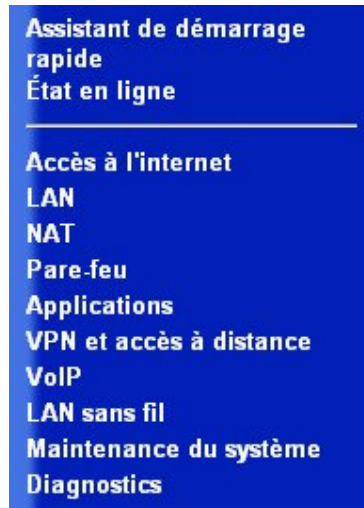 Assistant de démarrage
rapide
État en ligne
Accès à l'internet
LAN
NAT
Pare-feu
Applications
VPN et accès à distance
VoIP
LAN sans fil
Maintenance du système
Diagnostics